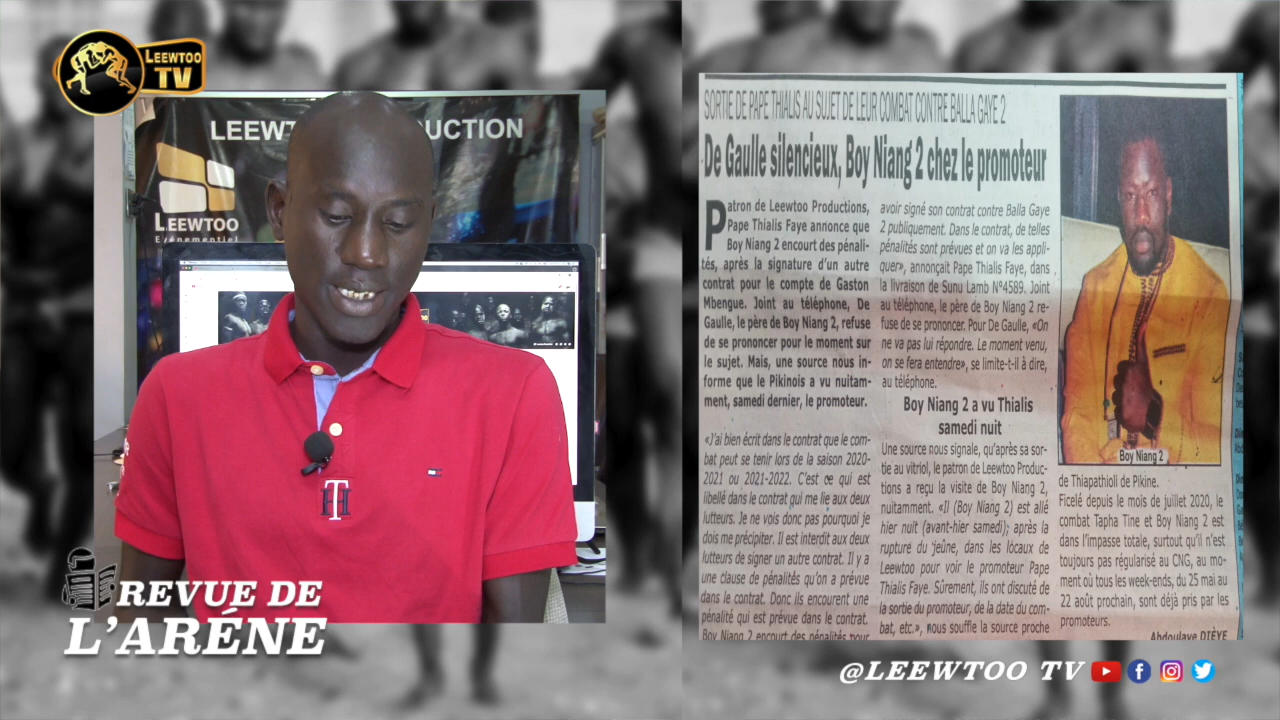 LEEWTOO
TV
LEEWT UCTION
LEEWTOO
Evénementiel
TH
REVUE DE
L'ARÉNE
SORTIE DE PAPE THIALIS AU SUJET DE LEUR COMBAT CONTRE BALLA GAYE 2
De Gaulle silencieux, Boy Niang 2 chez le promoteur
Patron de Leewtoo Productions,
Pape Thialis Faye annonce que
Boy Niang 2 encourt des pénali-
tés, après la signature d'un autre
contrat pour le compte de Gaston
Mbengue. Joint au téléphone, De
Gaulle, le père de Boy Niang 2, refuse
de se prononcer pour le moment sur
le sujet. Mais, une source nous in-
forme que le Pikinois a vu nuitam-
ment, samedi dernier, le promoteur.
«J'ai bien écrit dans le contrat que le com-
bat peut se tenir lors de la saison 2020-
2021 ou 2021-2022. C'est ce qui est
libellé dans le contrat qui me lie aux deux
lutteurs. Je ne vois donc pas pourquoi je
dois me précipiter. Il est interdit aux deux
lutteurs de signer un autre contrat. Il y a
une clause de pénalités qu'on a prévue
dans le contrat. Donc ils encourent une
pénalité qui est prévue dans le contrat.
Boy Niang 2 encourt des pénalités pour
avoir signé son contrat contre Balla Gaye
2 publiquement. Dans le contrat, de telles
pénalités sont prévues et on va les appli-
quer», annonçait Pape Thialis Faye, dans
la livraison de Sunu Lamb N°4589. Joint
au téléphone, le père de Boy Niang 2 re-
fuse de se prononcer. Pour De Gaulle, «On
ne va pas lui répondre. Le moment venu,
on se fera entendre», se limite-t-il à dire,
au téléphone.
Boy Niang 2 a vu Thialis
samedi nuit
Une source nous signale, qu'après sa sor-
tie au vitriol, le patron de Leewtoo Produc-
tions a reçu la visite de Boy Niang 2,
nuitamment. «Il (Boy Niang 2) est allé
hier nuit (avant-hier samedi); après la
rupture du jeûne, dans les locaux de
Leewtoo pour voir le promoteur Pape
Thialis Faye. Sûrement, ils ont discuté de
la sortie du promoteur, de la date du com-
bat, etc.», nous souffle la source proche
Boy Niang 2
de Thiapathioli de Pikine.
Ficelé depuis le mois de juillet 2020, le
combat Tapha Tine et Boy Niang 2 est
dans l'impasse totale, surtout qu'il n'est
toujours pas régularisé au CNG, au mo-
ment où tous les week-ends, du 25 mai au
22 août prochain, sont déjà pris par les
promoteurs.
Abdoulaye DIÈYE
@LEEWTOO TV